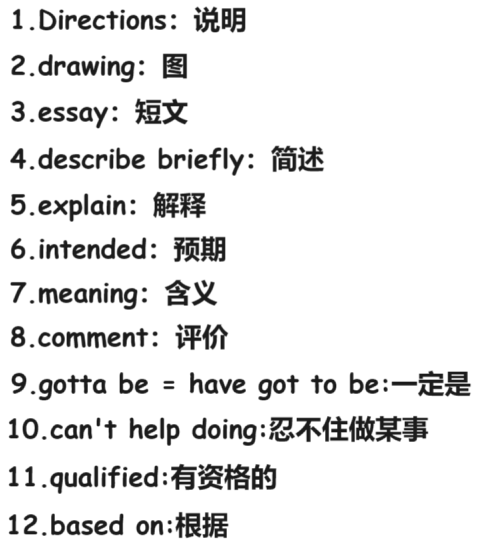 1.Directions: 说明
2.drawing: 图
3.essay: 短文
4.describe briefly: 简述
5.explain: 解释
6.intended: 预期
7.meaning: 含义
8.comment: 评价
9.gotta be = have got to be:一定是
10.can't help doing:忍不住做某事
11.qualified:有资格的
12.based on:根据